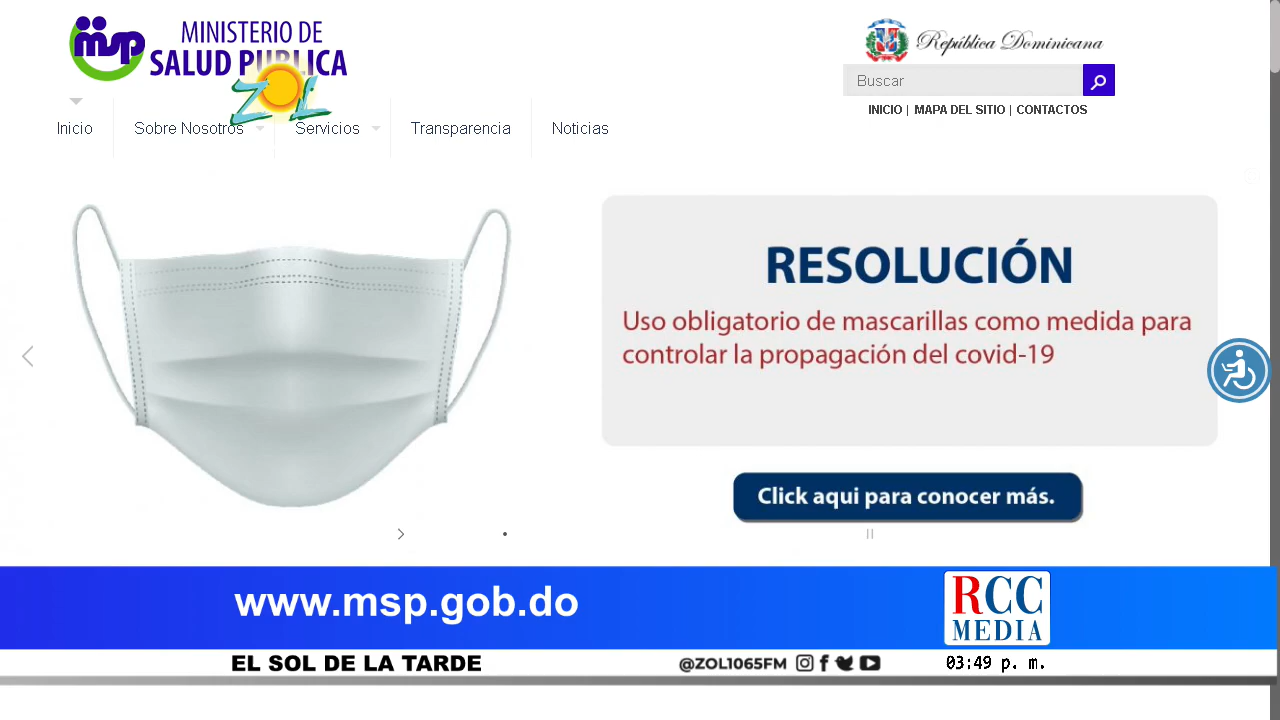 msp
MINISTERIO DE
SALUD PUBLICA
ZOL
República Dominicana
Buscar
INICIO | MAPA DEL SITIO | CONTACTOS
Inicio
Sobre Nosotros
Servicios
Transparencia
Noticias
RESOLUCIÓN
Uso obligatorio de mascarillas como medida para
controlar la propagación del covid-19
Click aqui para conocer más.
www.msp.gob.do
RCC
MEDIA
EL SOL DE LA TARDE
@ZOL1065FM
03:49 p. m.